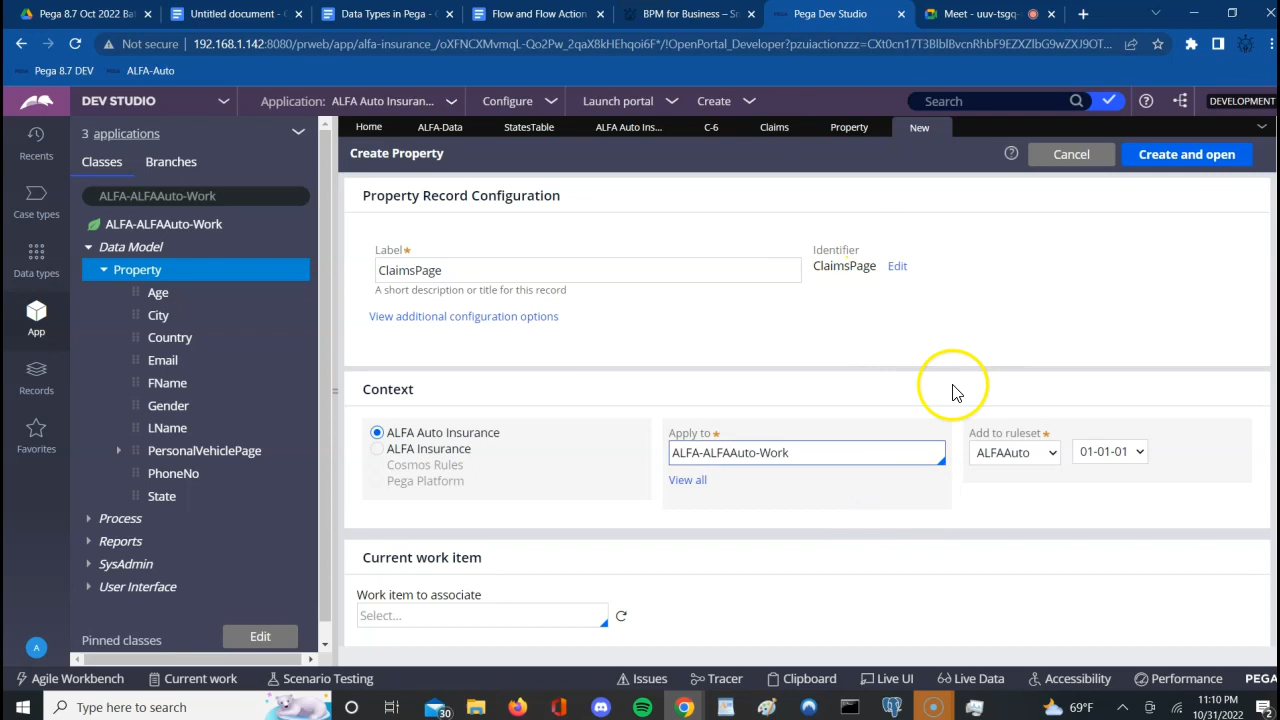 Pega 8.7 Oct 2022 Bat
Untitled document - G
Data Types in Pega - G
Flow and Flow Action
BPM for Business – Sn
Pega Dev Studio
Meet - uuv-tsgq-
Not secure
192.168.1.142:8080/prweb/app/alfa-insurance_/oXFNCXMvmqL-Qo2Pw_2qaX8kHEhqoi6F*/!OpenPortal_Developer?pzuiactionzzz=CXt0cn17T3BlblBvcnRhbF9EZXZlbG9wZXJ9OT...
Pega 8.7 DEV
ALFA-Auto
DEV STUDIO
Application: ALFA Auto Insuran...
Configure
Launch portal
Create
Search
DEVELOPMENT
3 applications
Home
ALFA-Data
StatesTable
ALFA Auto Ins...
C-6
Claims
Property
New
Recents
Case types
Data types
App
Records
Favorites
A
Classes
Branches
ALFA-ALFAAuto-Work
ALFA-ALFAAuto-Work
Data Model
Property
Age
City
Country
Email
FName
Gender
LName
PersonalVehiclePage
PhoneNo
State
Process
Reports
SysAdmin
User Interface
Pinned classes
Edit
Create Property
Cancel
Create and open
Property Record Configuration
Label★
ClaimsPage
A short description or title for this record
Identifier
ClaimsPage Edit
View additional configuration options
Context
ALFA Auto Insurance
ALFA Insurance
Cosmos Rules
Pega Platform
Apply to ★
ALFA-ALFAAuto-Work
View all
Add to ruleset★
ALFAAuto
01-01-01
Current work item
Work item to associate
Select...
Agile Workbench
Current work
Scenario Testing
Issues
Tracer
Clipboard
Live UI
Live Data
Accessibility
Performance
PEGA
Type here to search
30
69°F
11:10 PM
10/31/2022
2